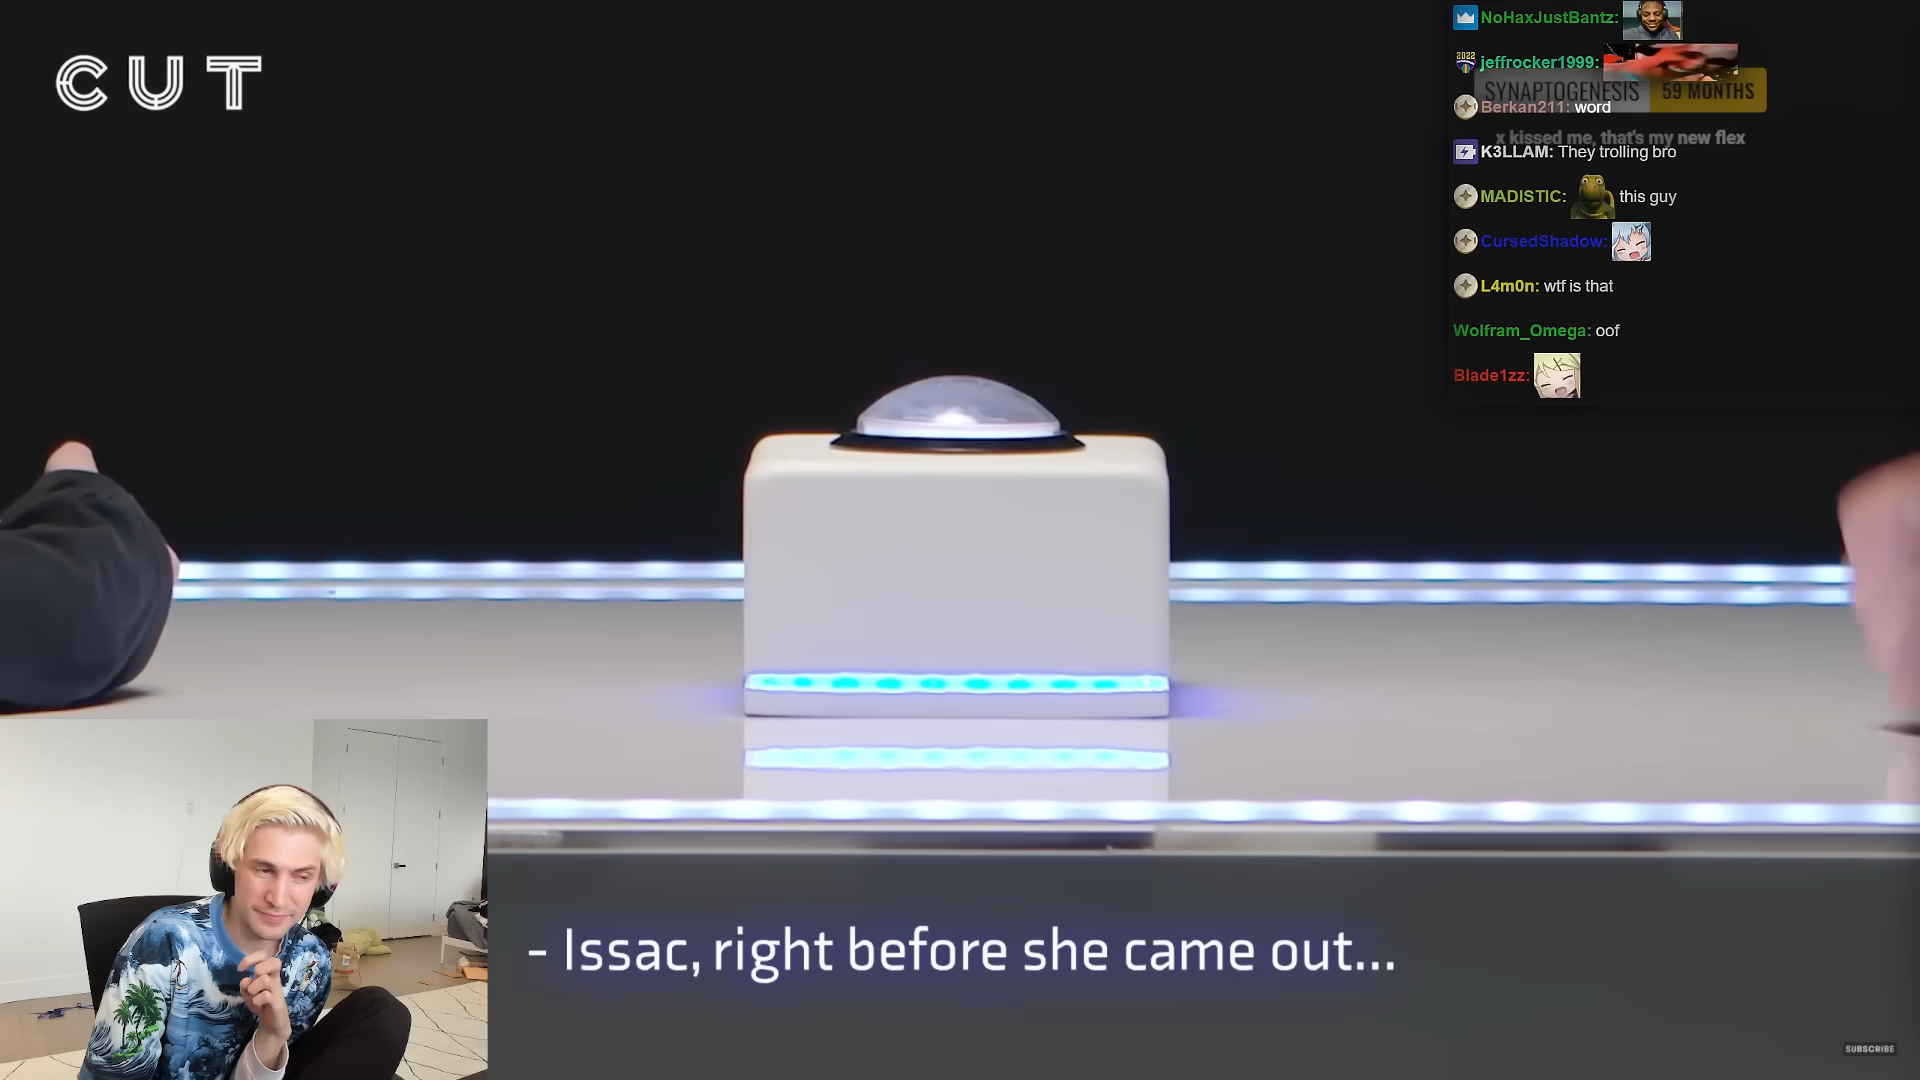 CUT
NoHaxJustBantz:
jeffrocker1999:
SYNAPTOGENESIS 59 MONTHS
Berkan211: word
x kissed me, that's my new flex
K3LLAM: They trolling bro
MADISTIC: this guy
CursedShadow:
L4m0n: wtf is that
Wolfram_Omega: oof
Blade1zz:
- Issac, right before she came out...
SUBSCRIBE